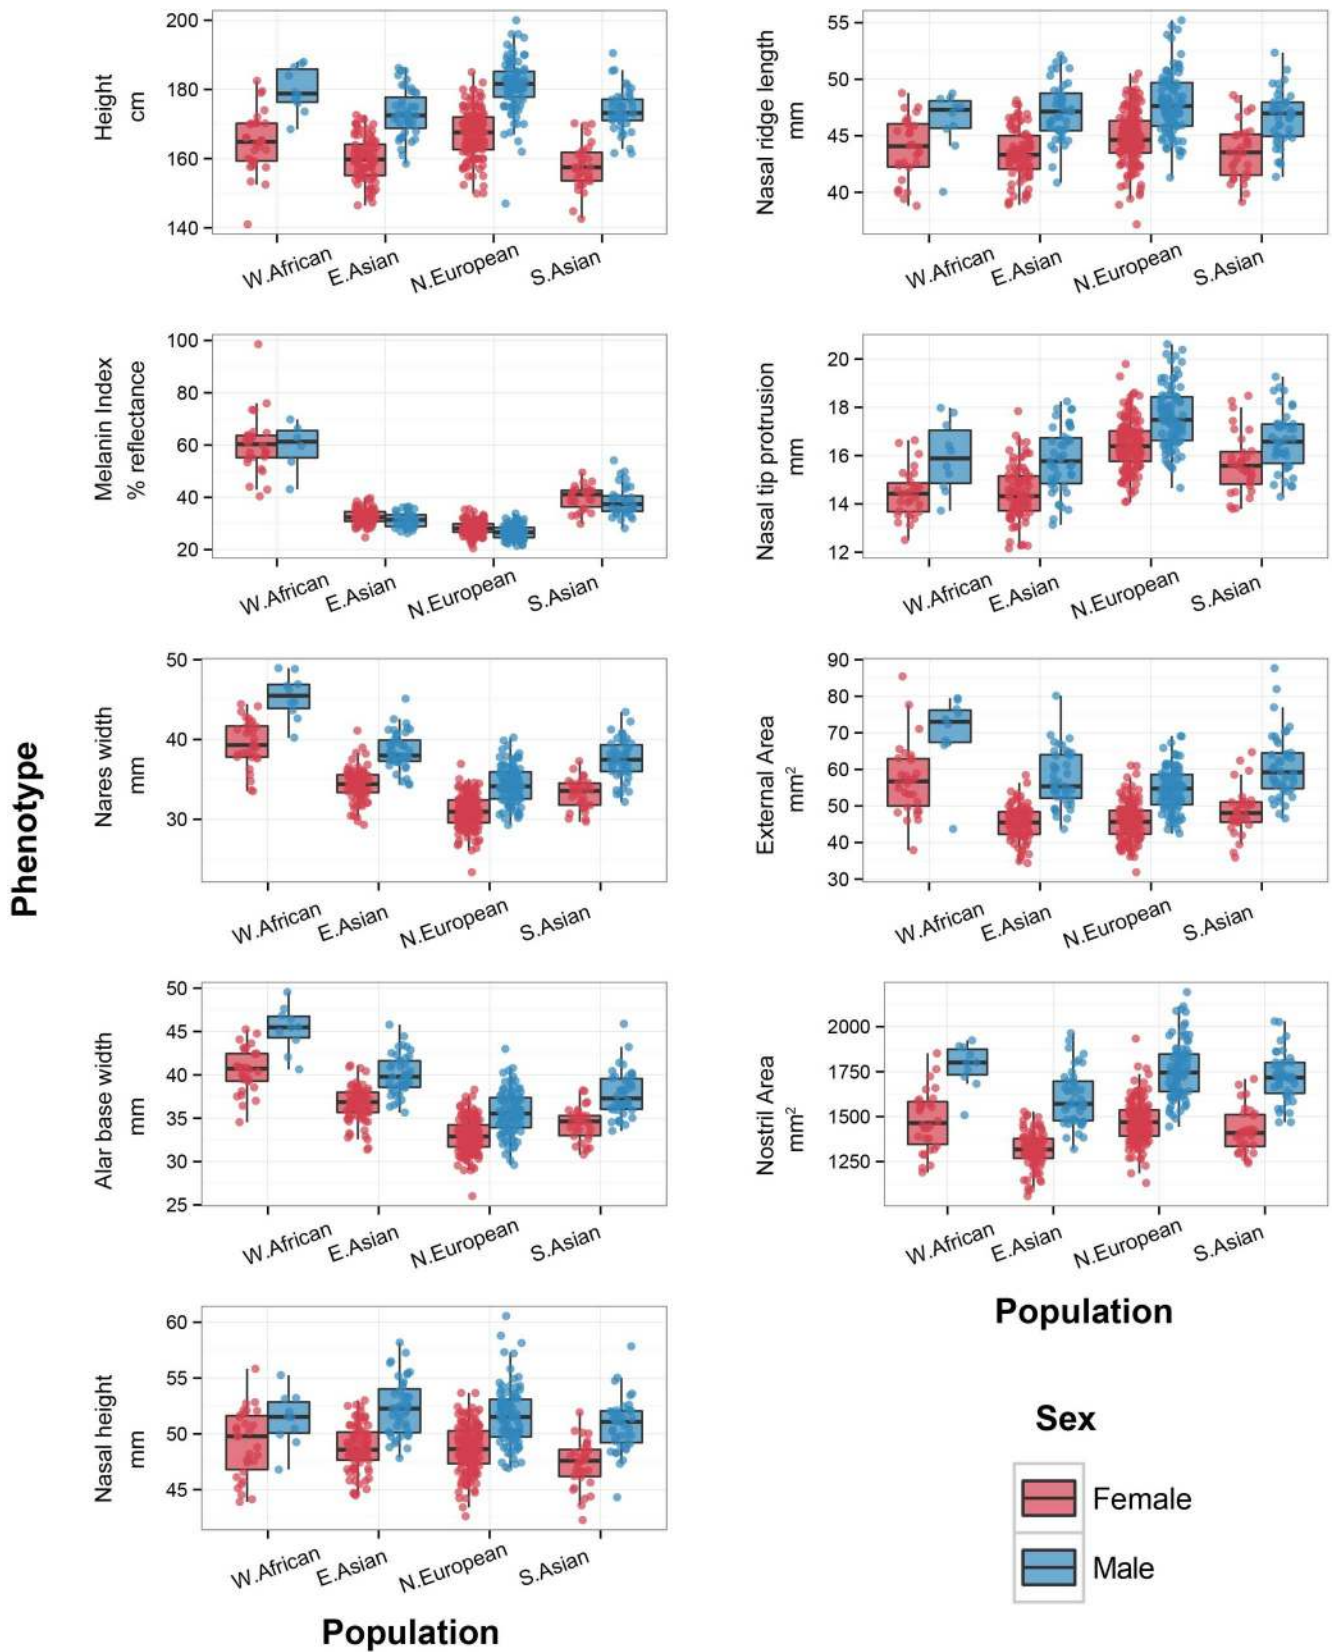 Phenotype
Height
cm
200
180
160
140
W.African
E.Asian
N.European
S.Asian
Melanin Index
% reflectance
100
80
60
40
20
W.African
E.Asian
N.European
S.Asian
Nares width
mm
50
40
30
W.African
E.Asian
N.European
S.Asian
Alar base width
mm
50
45
40
35
30
25
W.African
E.Asian
N.European
S.Asian
Nasal height
mm
60
55
50
45
W.African
E.Asian
N.European
S.Asian
Population
Nasal ridge length
mm
55
50
45
40
W.African
E.Asian
N.European
S.Asian
Nasal tip protrusion
mm
20
18
16
14
12
W.African
E.Asian
N.European
S.Asian
External Area
mm²
90
80
70
60
50
40
30
W.African
E.Asian
N.European
S.Asian
Nostril Area
mm²
2000
1750
1500
1250
W.African
E.Asian
N.European
S.Asian
Population
Sex
Female
Male